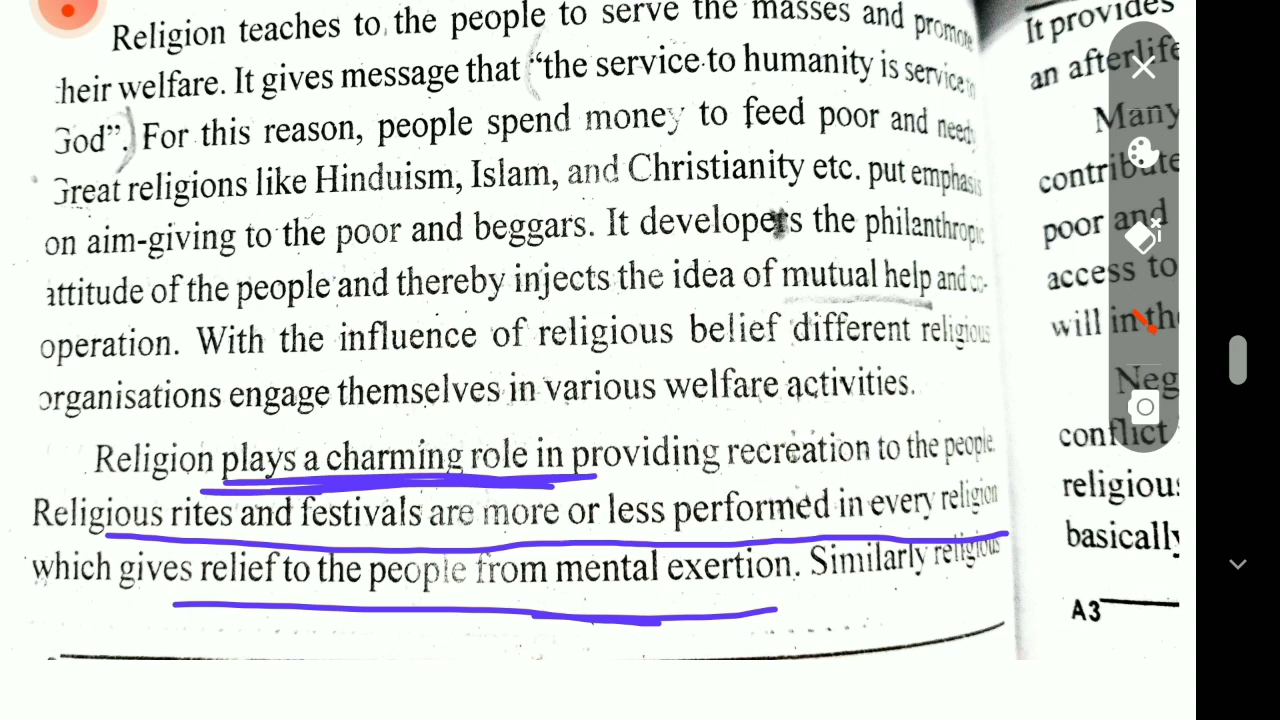 Religion teaches to the people to serve the masses and promote
their welfare. It gives message that “the service to humanity is service to
God”. For this reason, people spend money to feed poor and needy
Great religions like Hinduism, Islam, and Christianity etc. put emphasis
on aim-giving to the poor and beggars. It developes the philanthropic
attitude of the people and thereby injects the idea of mutual help and co-
operation. With the influence of religious belief different religious
organisations engage themselves in various welfare activities.
Religion plays a charming role in providing recreation to the people.
Religious rites and festivals are more or less performed in every religion
which gives relief to the people from mental exertion. Similarly religious
It provides
an afterlife
Many
contribute
poor and
access to
will in th
Neg
conflict
religious
basically
A3